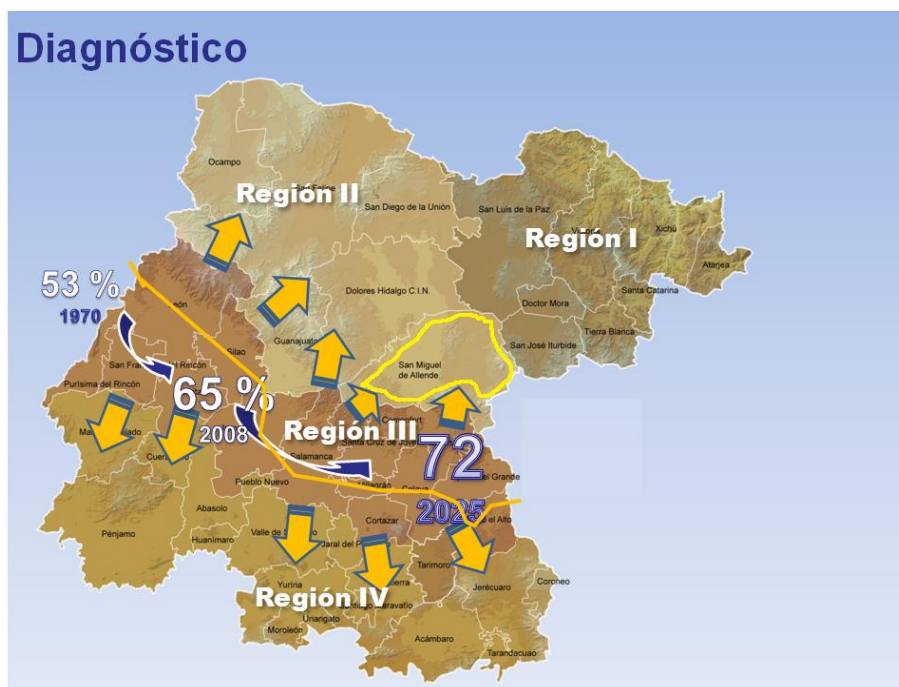 Diagnóstico
Ocampo
Región II
San Diego de la Unión
San Luis de la Paz
Región I
Xichú
Atarjea
53 %
1970
Dolores Hidalgo C.I.N.
Santa Catarina
Doctor Mora
Tierra Blanca
Guanajuato
Silao
San José Iturbide
San Miguel
de Allende
Purísima del Rincón
65 %
2008
Región III
Salamanca
72
Pueblo Nuevo
2025
Abasolo
Cortazar
Pénjamo
Huanímaro
Tarimoro
Jerécuaro
Coroneo
Yuriria
Región IV
Uriangato
Moroleón
Acámbaro
Tarandacuao